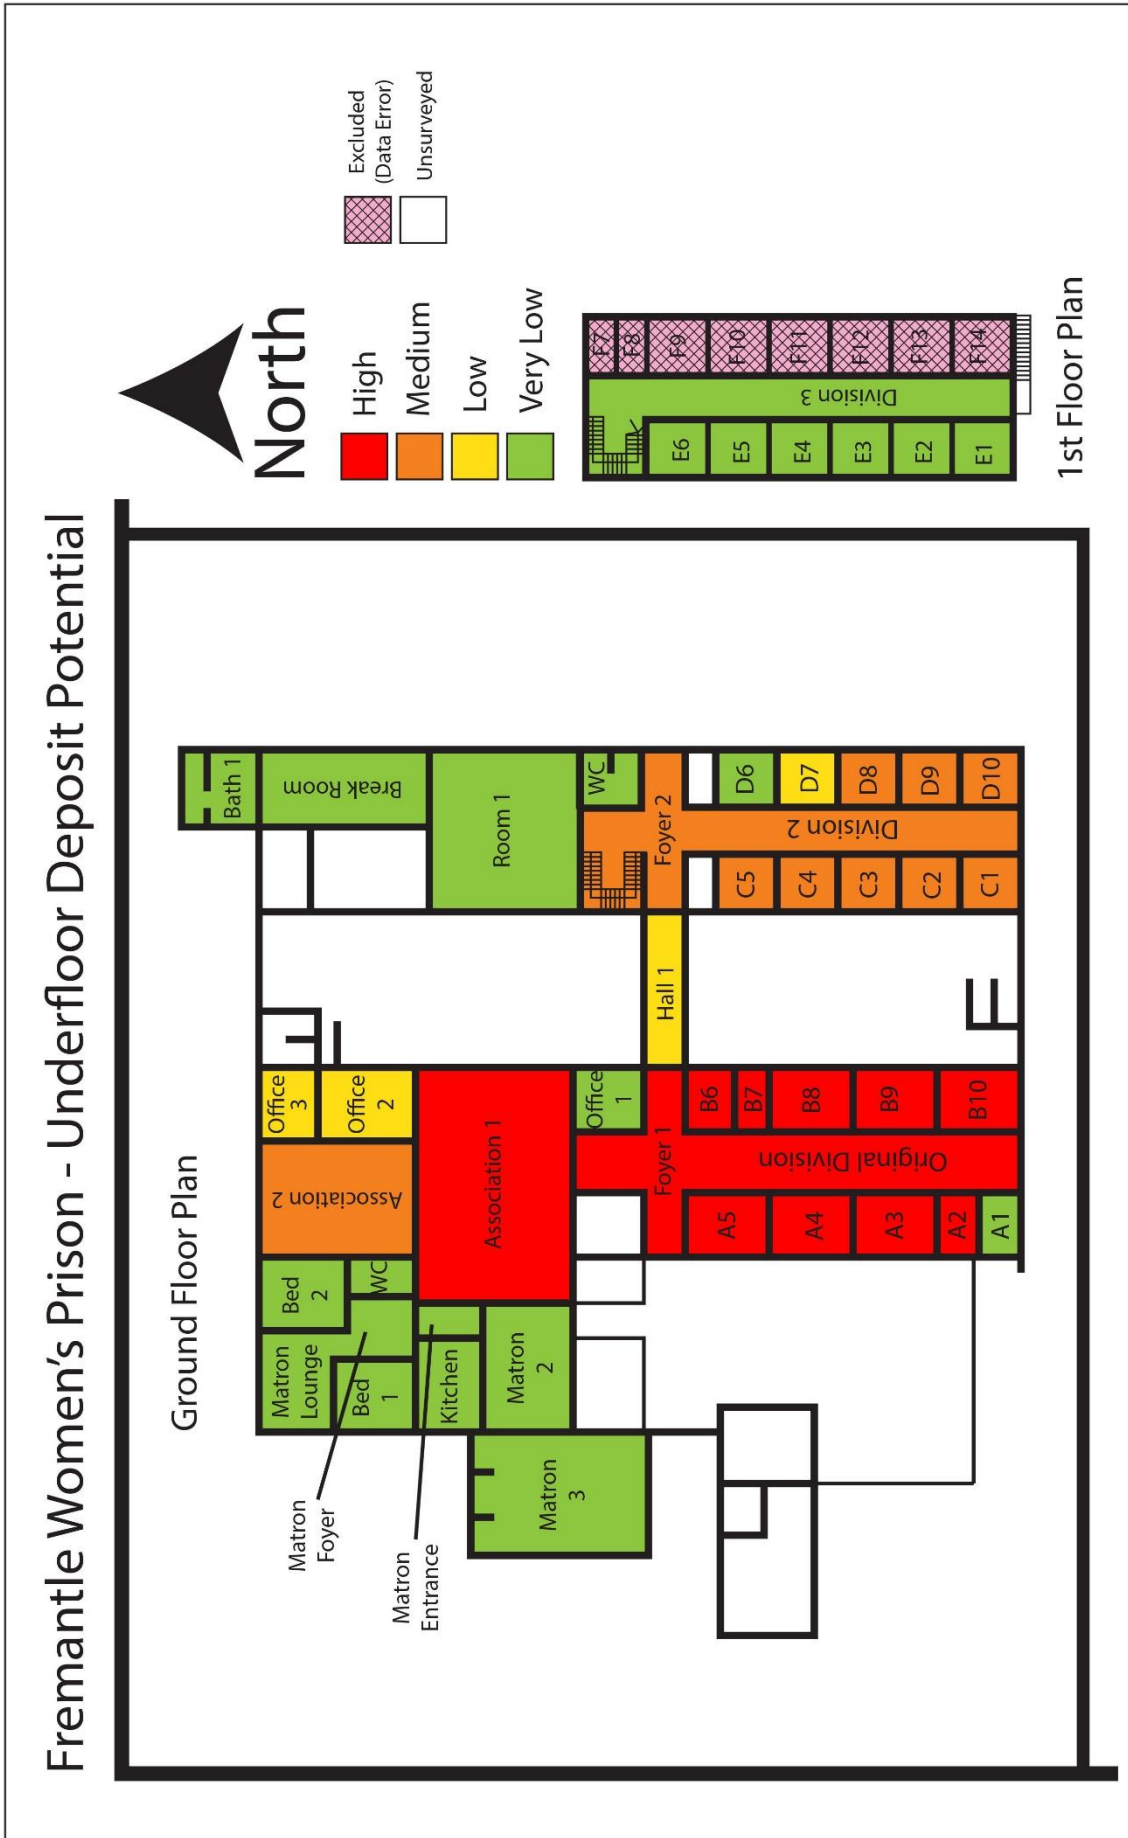 Fremantle Women's Prison - Underfloor Deposit Potential
Ground Floor Plan
Matron
Foyer
Matron
Entrance
Matron
Lounge
Bed
2
Bed
1
WC
Association 2
Office
3
Office
2
Kitchen
Matron
2
Matron
3
Association 1
Office
1
Foyer 1
Original Division
A5
A4
A3
A2
A1
B6
B7
B8
B9
B10
Hall 1
Bath 1
Break Room
Room 1
WC
Foyer 2
Division 2
C5
C4
C3
C2
C1
D6
D7
D8
D9
D10
North
High
Medium
Low
Very Low
Excluded
(Data Error)
Unsurveyed
E6
E5
E4
E3
E2
E1
Division 3
F7
F8
F9
F10
F11
F12
F13
F14
1st Floor Plan